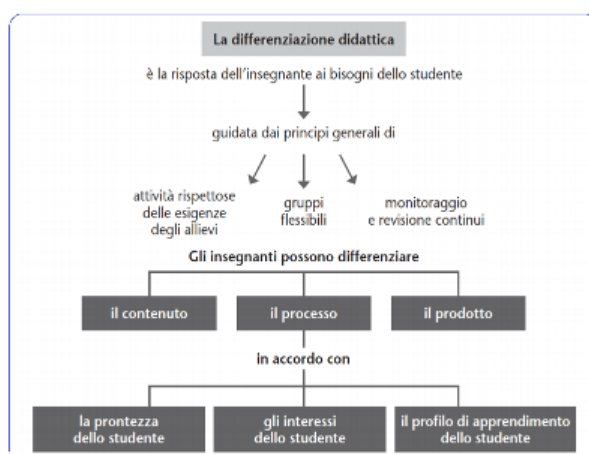 La differenziazione didattica
è la risposta dell'insegnante ai bisogni dello studente
guidata dai principi generali di
attività rispettose
delle esigenze
degli allievi
gruppi
flessibili
monitoraggio
e revisione continui
Gli insegnanti possono differenziare
il contenuto
il processo
il prodotto
in accordo con
la prontezza
dello studente
gli interessi
dello studente
il profilo di apprendimento
dello studente